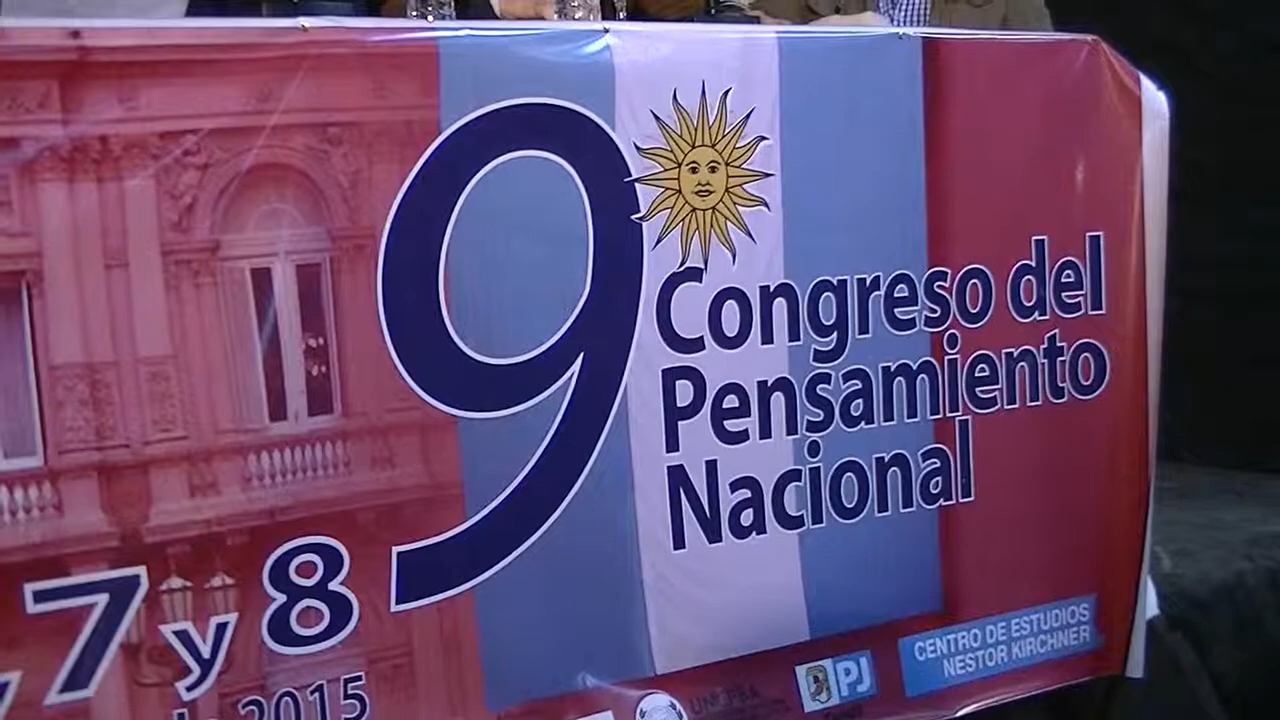 9
Congreso del
Pensamiento
Nacional
, 7 y 8
2015
PJ
CENTRO DE ESTUDIOS
NESTOR KIRCHNER